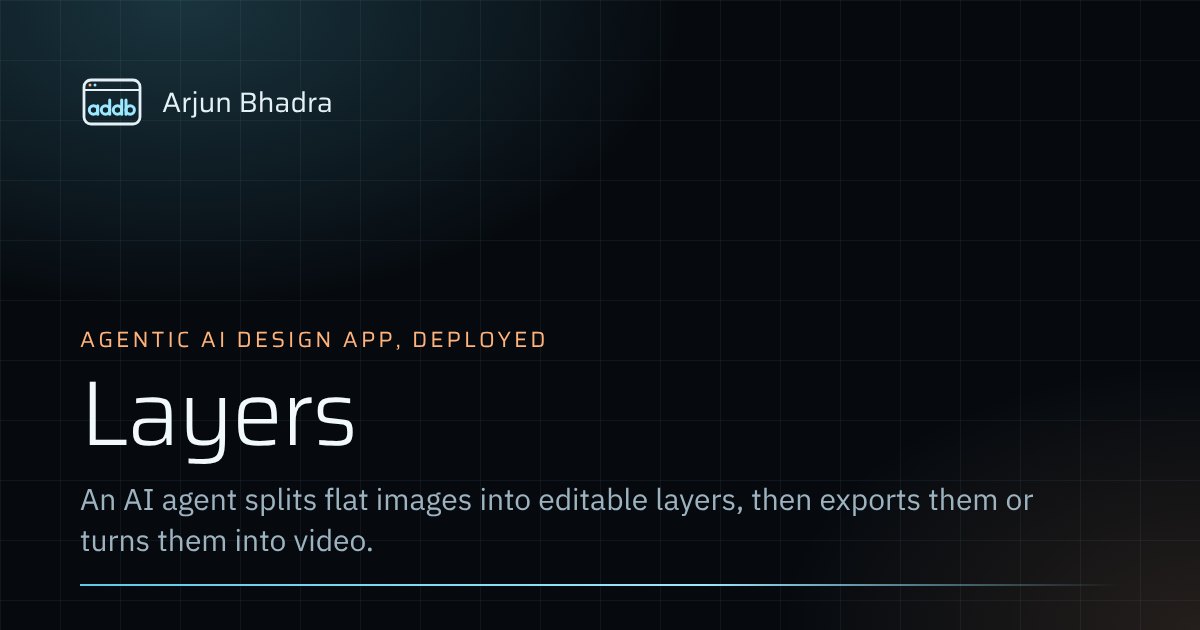 addb
Arjun Bhadra
AGENTIC AI DESIGN APP, DEPLOYED
Layers
An AI agent splits flat images into editable layers, then exports them or
turns them into video.